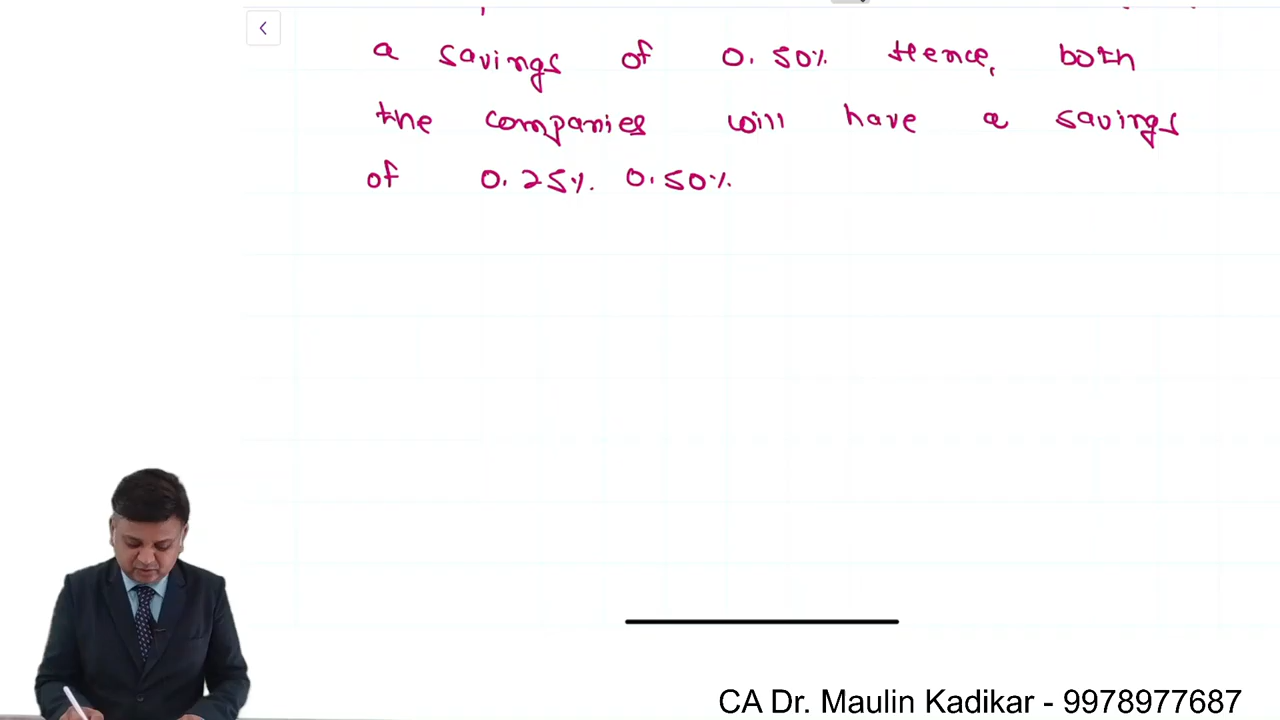 a savings of 0.50% Hence, both
the companies will have a savings
of 0.25% 0.50%
CA Dr. Maulin Kadikar - 9978977687